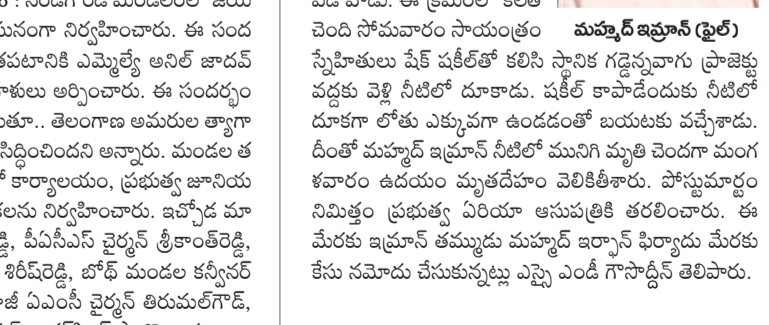 ఘనంగా నిర్వహించారు. ఈ సంద
ఎమ్మెల్యే అనిల్ జాదవ్
అర్పించారు. ఈ సందర్భం
తెలంగాణ అమరుల త్యాగా
సిద్ధించిందని అన్నారు. మండల త
కార్యాలయం, ప్రభుత్వ జూనియ
నిర్వహించారు. ఇచ్చోడ మా
పీఏసీఎస్ చైర్మన్ శ్రీకాంత్‌రెడ్డి,
శిరీష్‌రెడ్డి, బోథ్ మండల కన్వీనర్
ఏఎంసీ చైర్మన్ తిరుమల్‌గౌడ్,
మహ్మద్ ఇమ్రాన్ (ఫైల్)
చెంది సోమవారం సాయంత్రం
స్నేహితులు షేక్ షకీల్‌తో కలిసి స్థానిక గడ్డెన్నవాగు ప్రాజెక్టు
వద్దకు వెళ్లి నీటిలో దూకాడు. షకీల్ కాపాడేందుకు నీటిలో
దూకగా లోతు ఎక్కువగా ఉండడంతో బయటకు వచ్చేశాడు.
దీంతో మహ్మద్ ఇమ్రాన్ నీటిలో మునిగి మృతి చెందగా మంగ
ళవారం ఉదయం మృతదేహం వెలికితీశారు. పోస్టుమార్టం
నిమిత్తం ప్రభుత్వ ఏరియా ఆసుపత్రికి తరలించారు. ఈ
మేరకు ఇమ్రాన్ తమ్ముడు మహ్మద్ ఇర్ఫాన్ ఫిర్యాదు మేరకు
కేసు నమోదు చేసుకున్నట్లు ఎస్సై ఎండీ గౌసొద్దీన్ తెలిపారు.